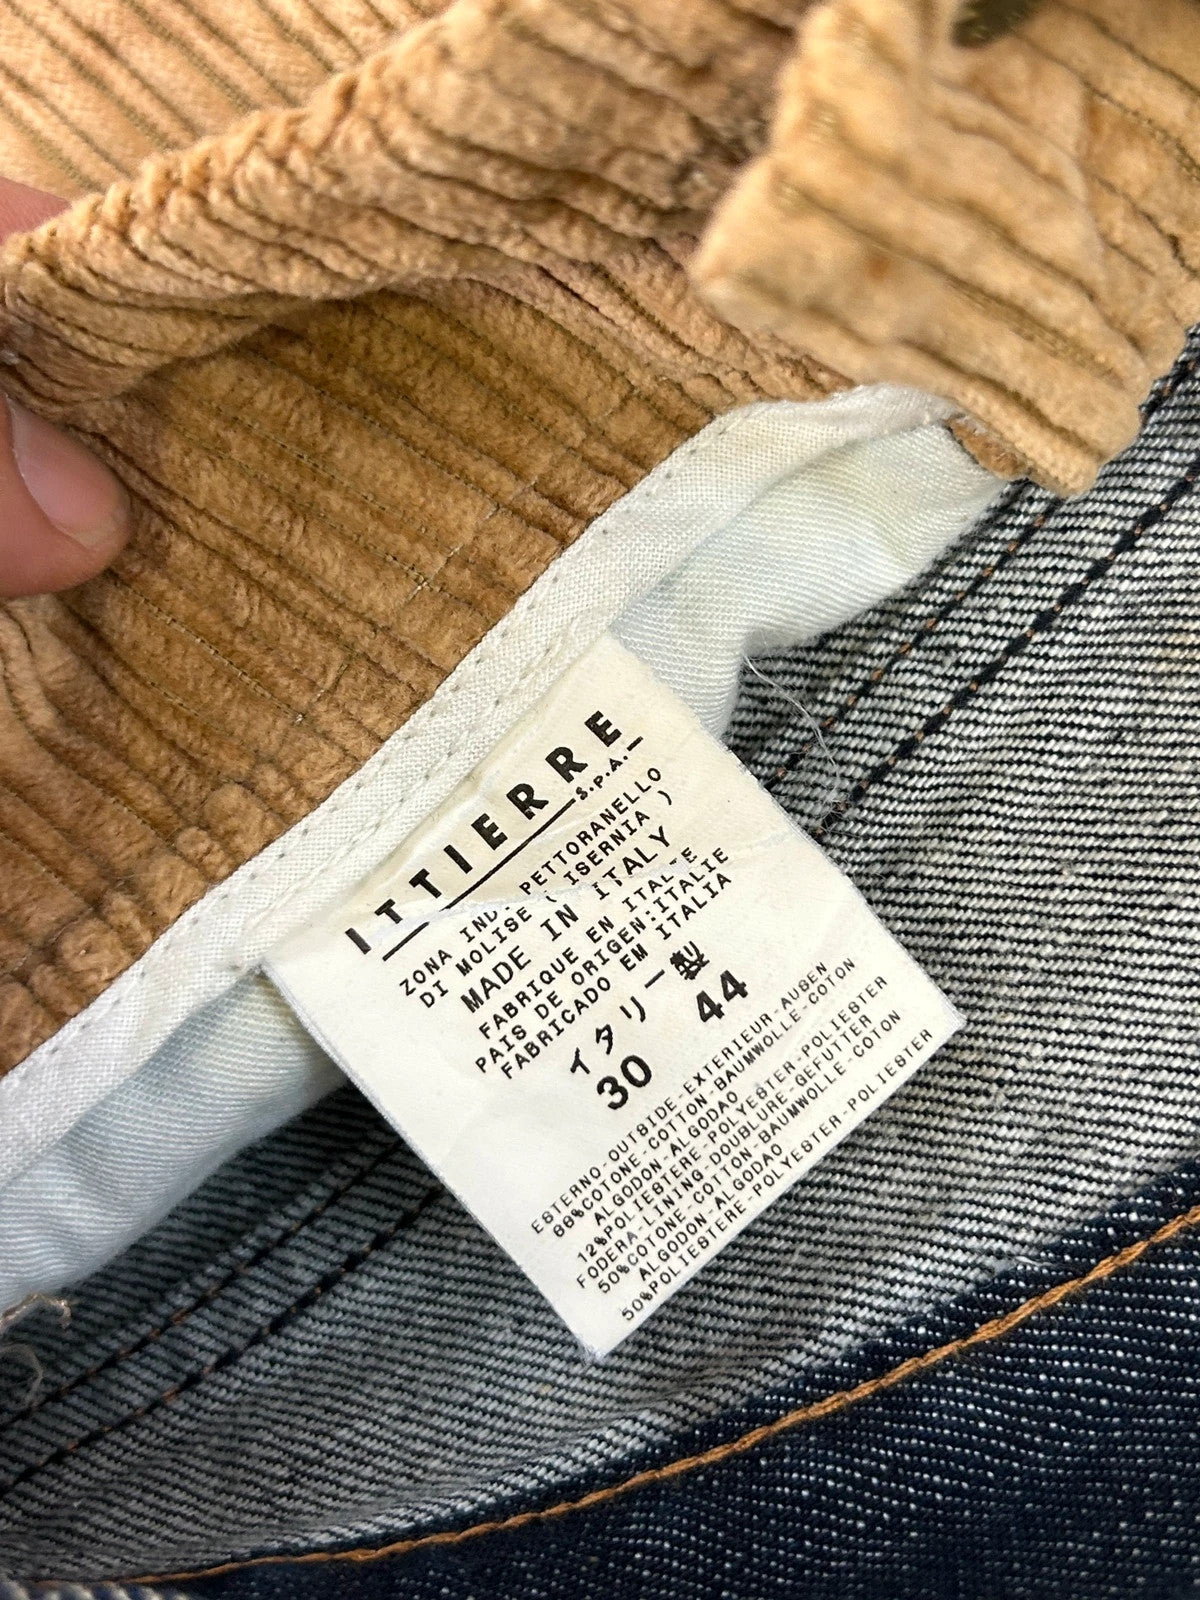 ITTIERRE
S.P.A.
ZONA IND. PETTORANELLO
DI MOLISE ( ISERNIA )
MADE IN ITALY
FABRIQUE EN ITALIE
PAIS DE ORIGEN:ITALIE
FABRICADO EM ITALIA
イタリー製
30 44
ESTERNO-OUTSIDE-EXTERIEUR-AUBEN
88%COTONE-COTTON-BAUMWOLLE-COTON
ALGODON-ALGODAO
12%POLIESTERE-POLYESTER-POLIESTER
FODERA-LINING-DOUBLURE-GEFUTTER
50%COTONE-COTTON-BAUMWOLLE-COTON
ALGODON-ALGODAO
50%POLIESTERE-POLYESTER-POLIESTER